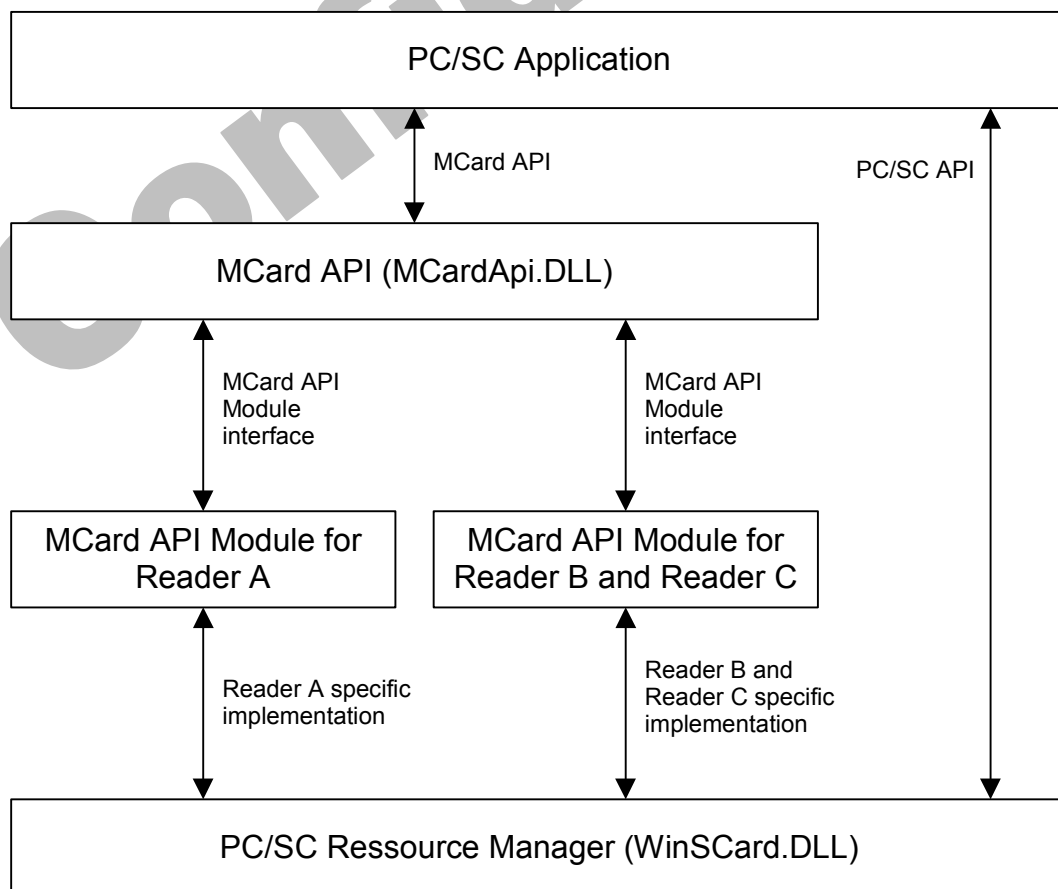 PC/SC Application
MCard API
PC/SC API
MCard API (MCardApi.DLL)
MCard API
Module
interface
MCard API
Module
interface
MCard API Module for
Reader A
MCard API Module for
Reader B and Reader C
Reader A specific
implementation
Reader B and
Reader C specific
implementation
PC/SC Ressource Manager (WinSCard.DLL)